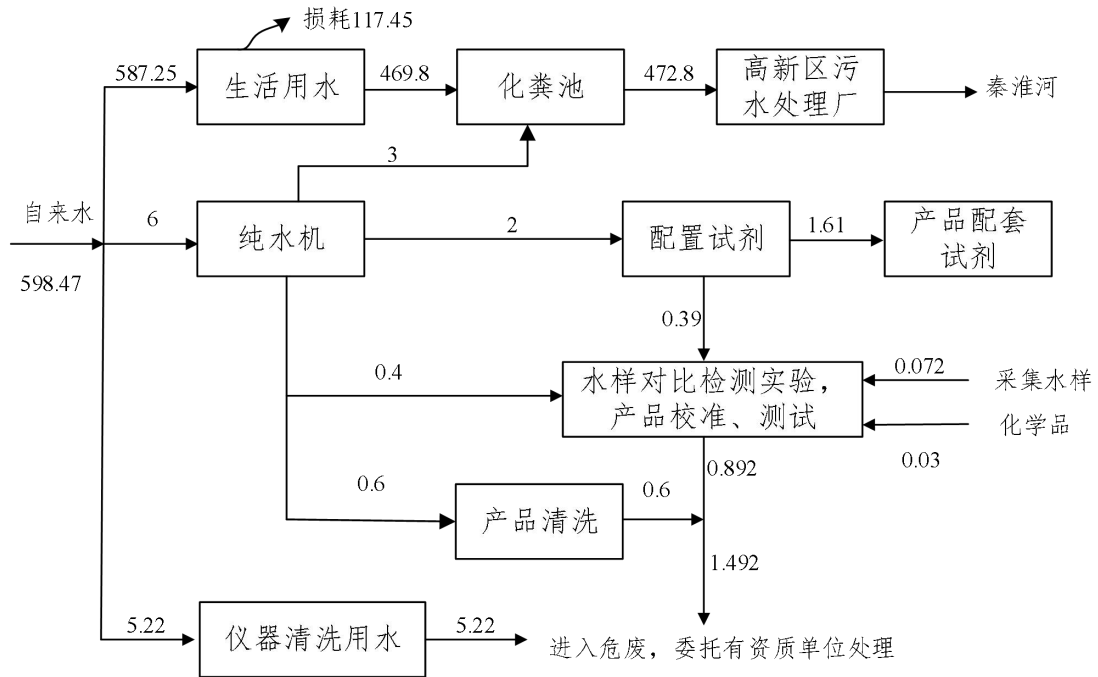 损耗117.45
587.25
生活用水
469.8
化粪池
472.8
高新区污
水处理厂
秦淮河
3
自来水
598.47
6
纯水机
2
配置试剂
1.61
产品配套
试剂
0.39
0.4
水样对比检测实验，
产品校准、测试
0.072
采集水样
化学品
0.03
0.892
0.6
产品清洗
0.6
1.492
5.22
仪器清洗用水
5.22
进入危废，委托有资质单位处理